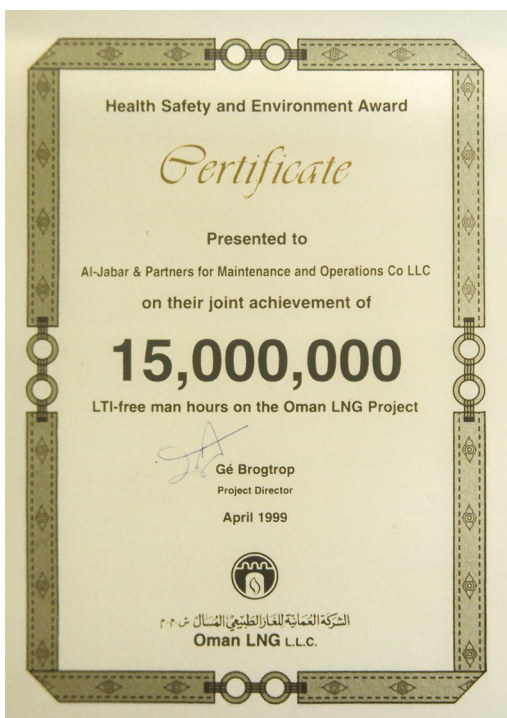 Health Safety and Environment Award
Certificate
Presented to
Al-Jabar & Partners for Maintenance and Operations Co LLC
on their joint achievement of
15,000,000
LTI-free man hours on the Oman LNG Project
Gé Brogtrop
Project Director
April 1999
الشركة العمانية للغاز الطبيعي المسال ش.م.م
Oman LNG L.L.C.